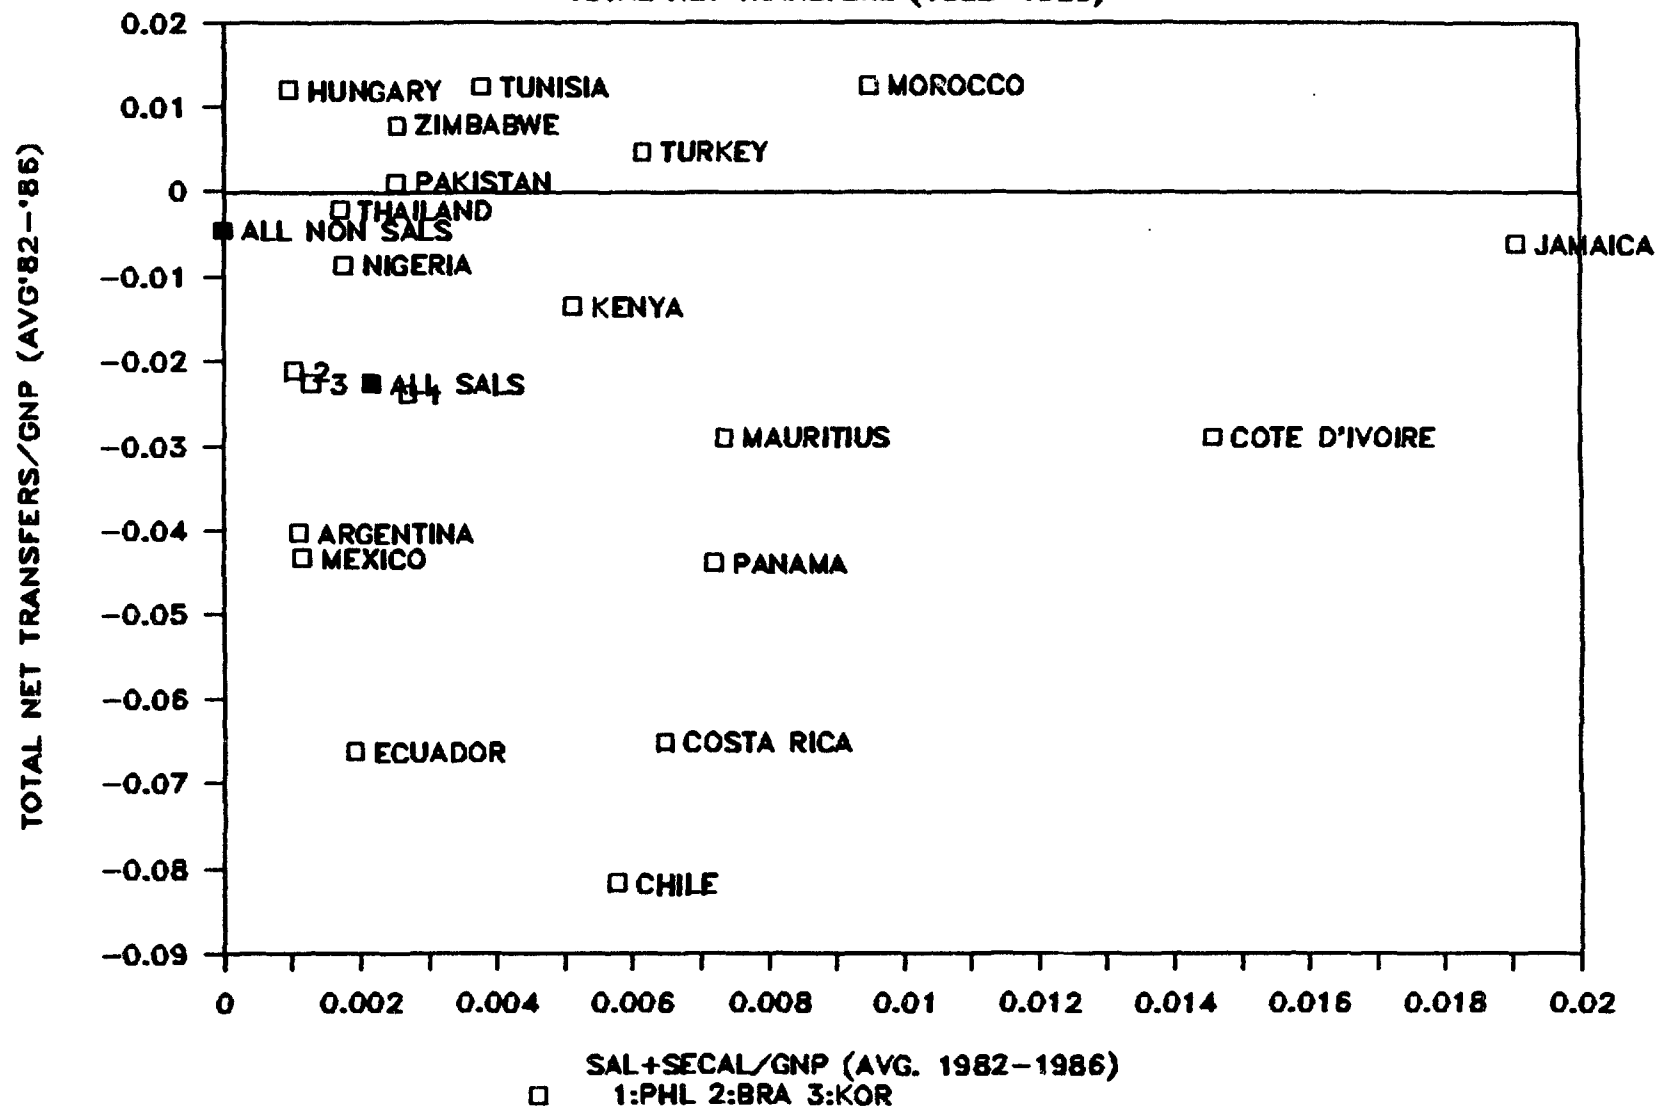 0.02
HUNGARY TUNISIA MOROCCO
0.01
ZIMBABWE
TURKEY
PAKISTAN
0
THAILAND
ALL NON SALS
JAMAICA
NIGERIA
-0.01
KENYA
-0.02
2
3 ALL SALS
1
MAURITIUS COTE D'IVOIRE
-0.03
-0.04 ARGENTINA
MEXICO PANAMA
-0.05
-0.06
ECUADOR COSTA RICA
-0.07
-0.08
CHILE
-0.09
TOTAL NET TRANSFERS/GNP (AVG'82-'86)
0 0.002 0.004 0.006 0.008 0.01 0.012 0.014 0.016 0.018 0.02
SAL+SECAL/GNP (AVG. 1982-1986)
1:PHL 2:BRA 3:KOR